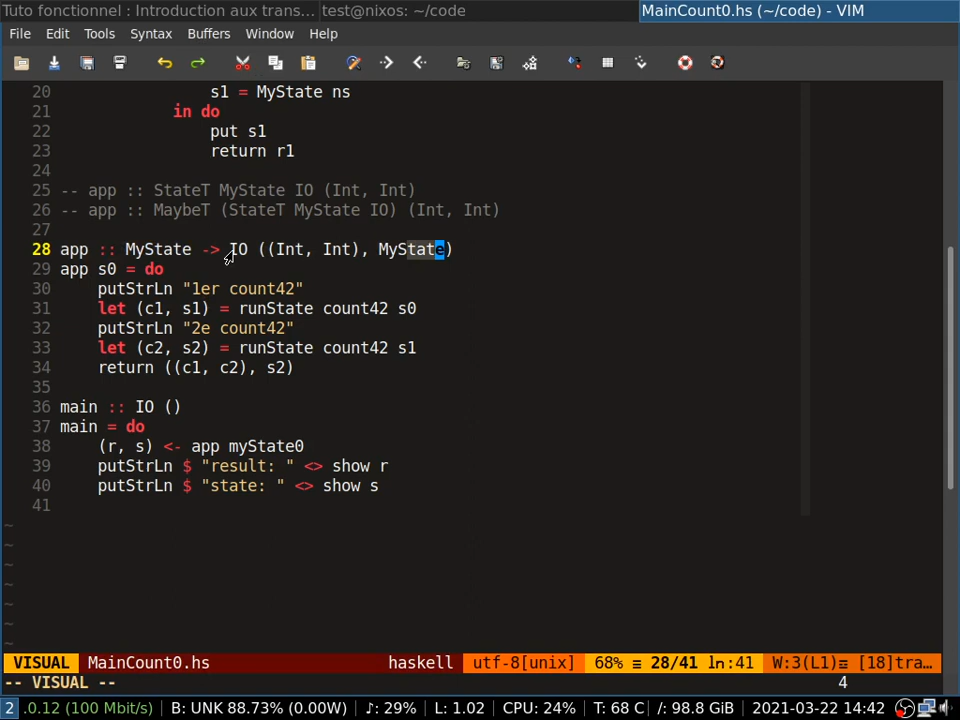 Tuto fonctionnel : Introduction aux trans... test@nixos: ~/code MainCount0.hs (~/code) - VIM
File Edit Tools Syntax Buffers Window Help
20 s1 = MyState ns
21 in do
22 put s1
23 return r1
24
25 -- app :: StateT MyState IO (Int, Int)
26 -- app :: MaybeT (StateT MyState IO) (Int, Int)
27
28 app :: MyState -> IO ((Int, Int), MyState)
29 app s0 = do
30 putStrLn "1er count42"
31 let (c1, s1) = runState count42 s0
32 putStrLn "2e count42"
33 let (c2, s2) = runState count42 s1
34 return ((c1, c2), s2)
35
36 main :: IO ()
37 main = do
38 (r, s) <- app myState0
39 putStrLn $ "result: " <> show r
40 putStrLn $ "state: " <> show s
41
~
~
~
~
~
~
~
VISUAL MainCount0.hs haskell utf-8[unix] 68% ≡ 28/41 ㏑:41 W:3(L1)≡ [18]tra…
-- VISUAL -- 4
2 .0.12 (100 Mbit/s) B: UNK 88.73% (0.00W) ♪: 29% L: 1.02 CPU: 24% T: 68 C /: 98.8 GiB 2021-03-22 14:42